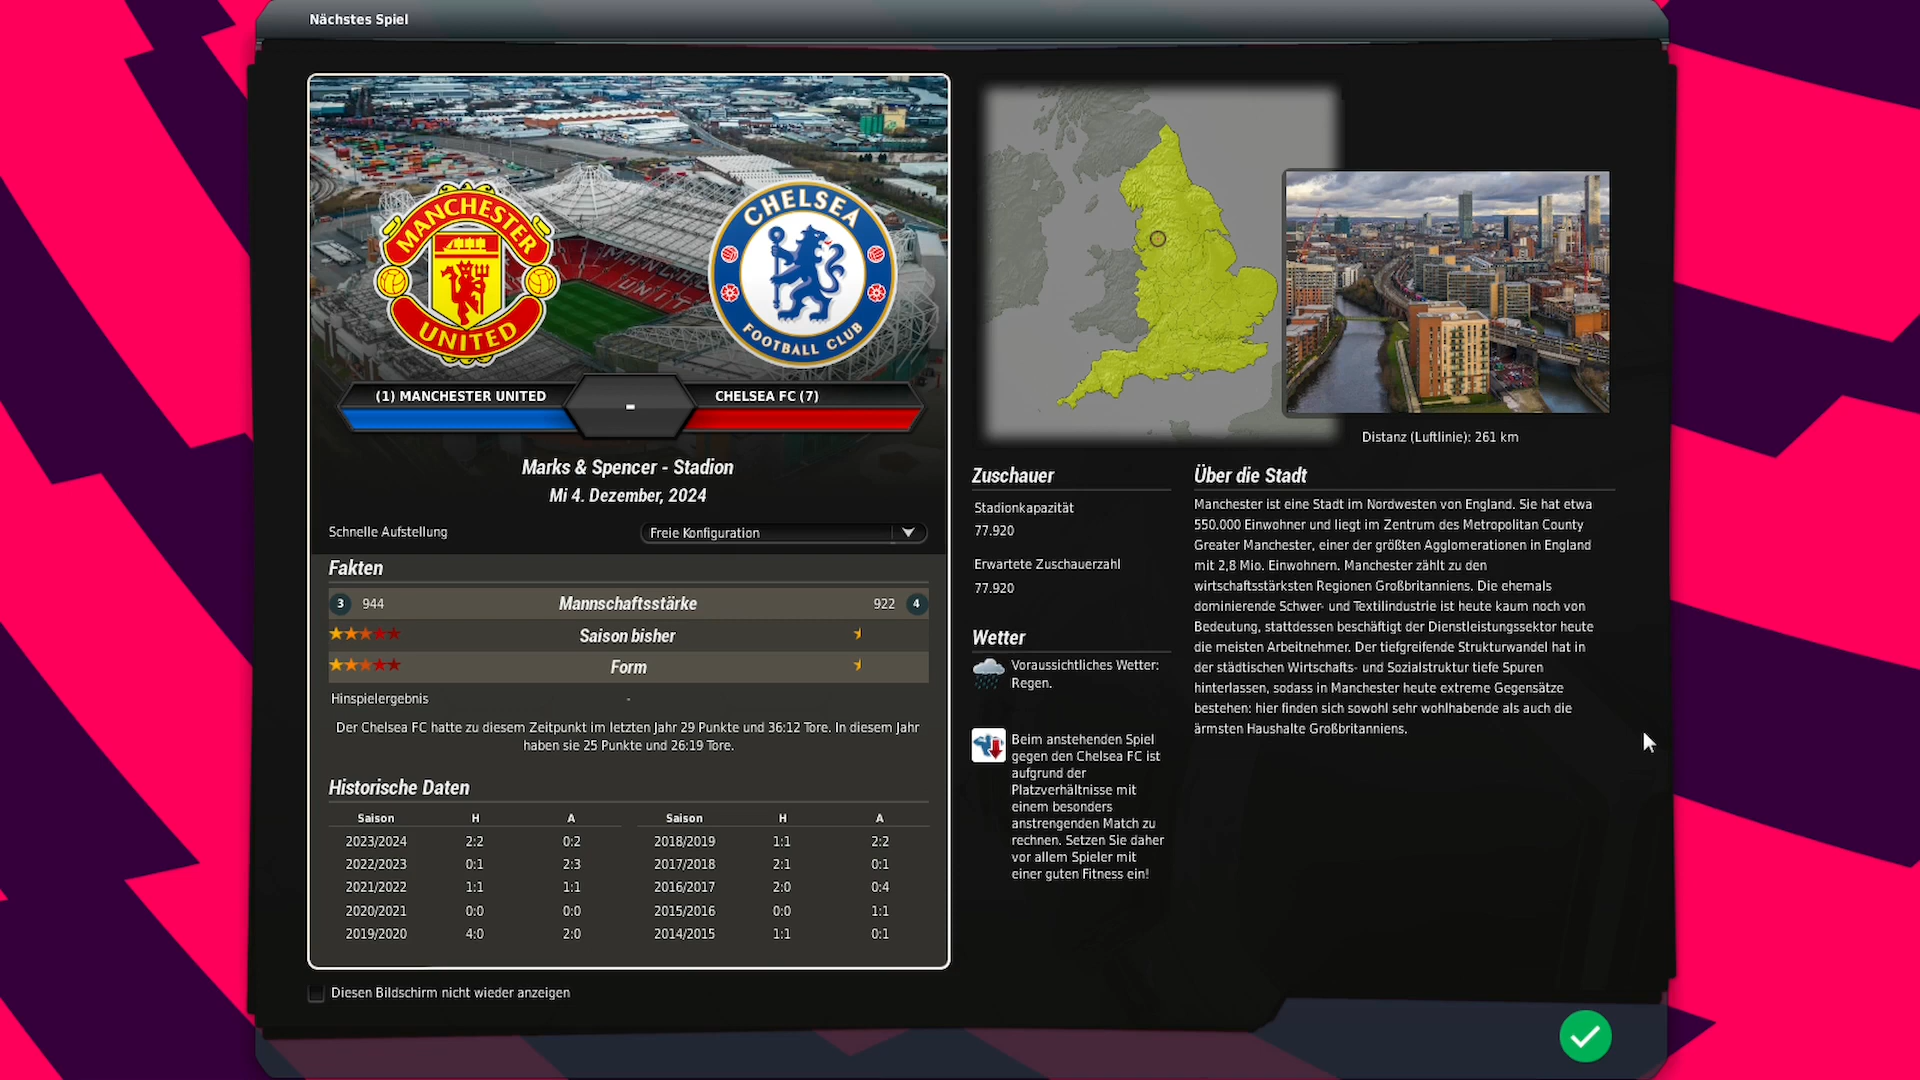 Nächstes Spiel
MANCHESTER
UNITED
CHELSEA
FOOTBALL CLUB
(1) MANCHESTER UNITED
-
CHELSEA FC (7)
Marks & Spencer - Stadion
Mi 4. Dezember, 2024
Schnelle Aufstellung
Freie Konfiguration
Fakten
3 944 Mannschaftsstärke 922 4
Saison bisher
Form
Hinspielergebnis -
Der Chelsea FC hatte zu diesem Zeitpunkt im letzten Jahr 29 Punkte und 36:12 Tore. In diesem Jahr
haben sie 25 Punkte und 26:19 Tore.
Historische Daten
Saison H A Saison H A
2023/2024 2:2 0:2 2018/2019 1:1 2:2
2022/2023 0:1 2:3 2017/2018 2:1 0:1
2021/2022 1:1 1:1 2016/2017 2:0 0:4
2020/2021 0:0 0:0 2015/2016 0:0 1:1
2019/2020 4:0 2:0 2014/2015 1:1 0:1
Diesen Bildschirm nicht wieder anzeigen
Distanz (Luftlinie): 261 km
Zuschauer
Stadionkapazität
77.920
Erwartete Zuschauerzahl
77.920
Wetter
Voraussichtliches Wetter:
Regen.
Beim anstehenden Spiel
gegen den Chelsea FC ist
aufgrund der
Platzverhältnisse mit
einem besonders
anstrengenden Match zu
rechnen. Setzen Sie daher
vor allem Spieler mit
einer guten Fitness ein!
Über die Stadt
Manchester ist eine Stadt im Nordwesten von England. Sie hat etwa
550.000 Einwohner und liegt im Zentrum des Metropolitan County
Greater Manchester, einer der größten Agglomerationen in England
mit 2,8 Mio. Einwohnern. Manchester zählt zu den
wirtschaftsstärksten Regionen Großbritanniens. Die ehemals
dominierende Schwer- und Textilindustrie ist heute kaum noch von
Bedeutung, stattdessen beschäftigt der Dienstleistungssektor heute
die meisten Arbeitnehmer. Der tiefgreifende Strukturwandel hat in
der städtischen Wirtschafts- und Sozialstruktur tiefe Spuren
hinterlassen, sodass in Manchester heute extreme Gegensätze
bestehen: hier finden sich sowohl sehr wohlhabende als auch die
ärmsten Haushalte Großbritanniens.